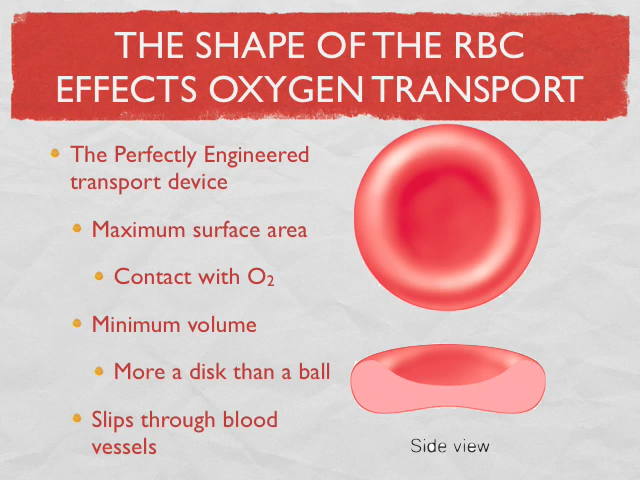 THE SHAPE OF THE RBC
EFFECTS OXYGEN TRANSPORT
The Perfectly Engineered
transport device
Maximum surface area
Contact with O₂
Minimum volume
More a disk than a ball
Slips through blood
vessels
Side view